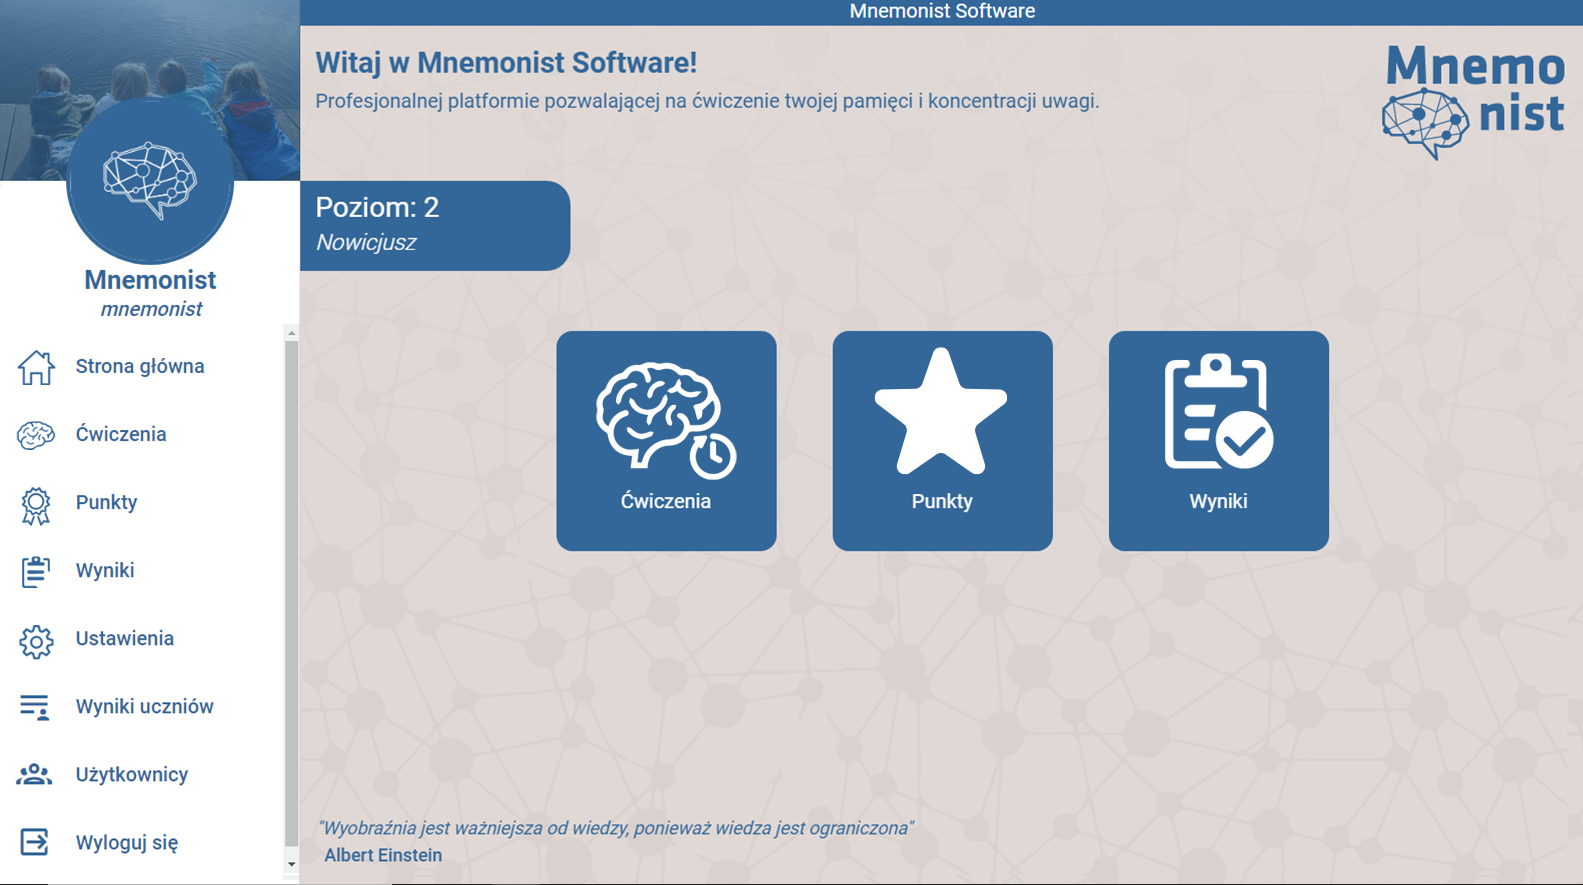 Mnemonist Software
Witaj w Mnemonist Software!
Profesjonalnej platformie pozwalającej na ćwiczenie twojej pamięci i koncentracji uwagi.
Mnemo
nist
Poziom: 2
Nowicjusz
Mnemonist
mnemonist
Strona główna
Ćwiczenia
Punkty
Wyniki
Ustawienia
Wyniki uczniów
Użytkownicy
Wyloguj się
Ćwiczenia
Punkty
Wyniki
"Wyobraźnia jest ważniejsza od wiedzy, ponieważ wiedza jest ograniczona"
Albert Einstein